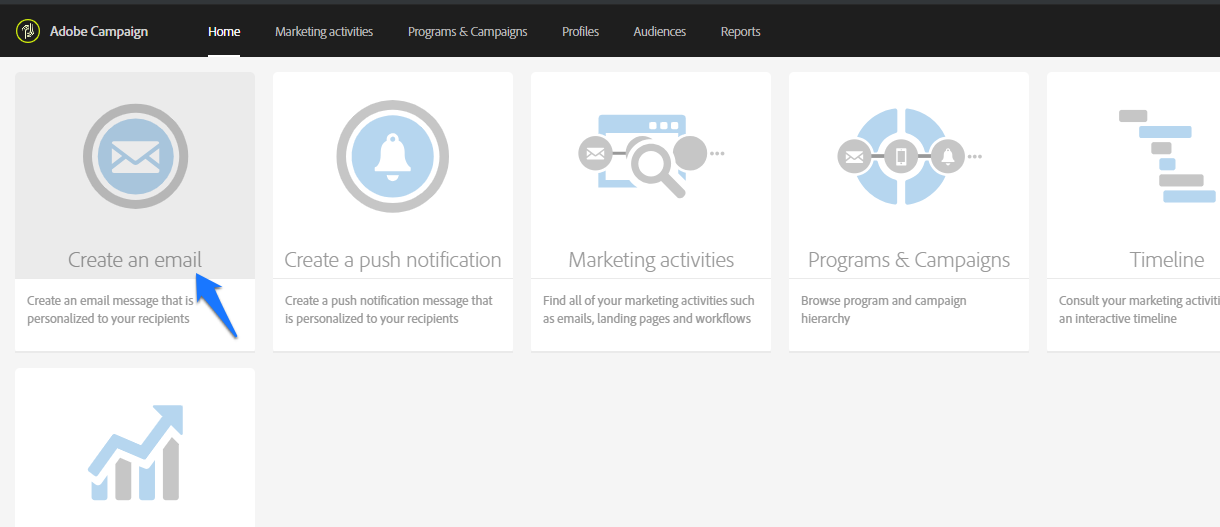 Adobe Campaign
Home
Marketing activities
Programs & Campaigns
Profiles
Audiences
Reports
Create an email
Create an email message that is
personalized to your recipients
Create a push notification
Create a push notification message that
is personalized to your recipients
Marketing activities
Find all of your marketing activities such
as emails, landing pages and workflows
Programs & Campaigns
Browse program and campaign
hierarchy
Timeline
Consult your marketing activiti
an interactive timeline